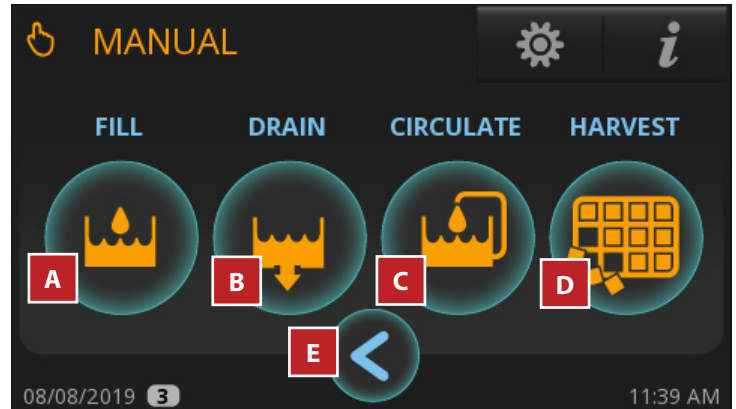 MANUAL i
FILL DRAIN CIRCULATE HARVEST
A B C D
E
08/08/2019 3 11:39 AM